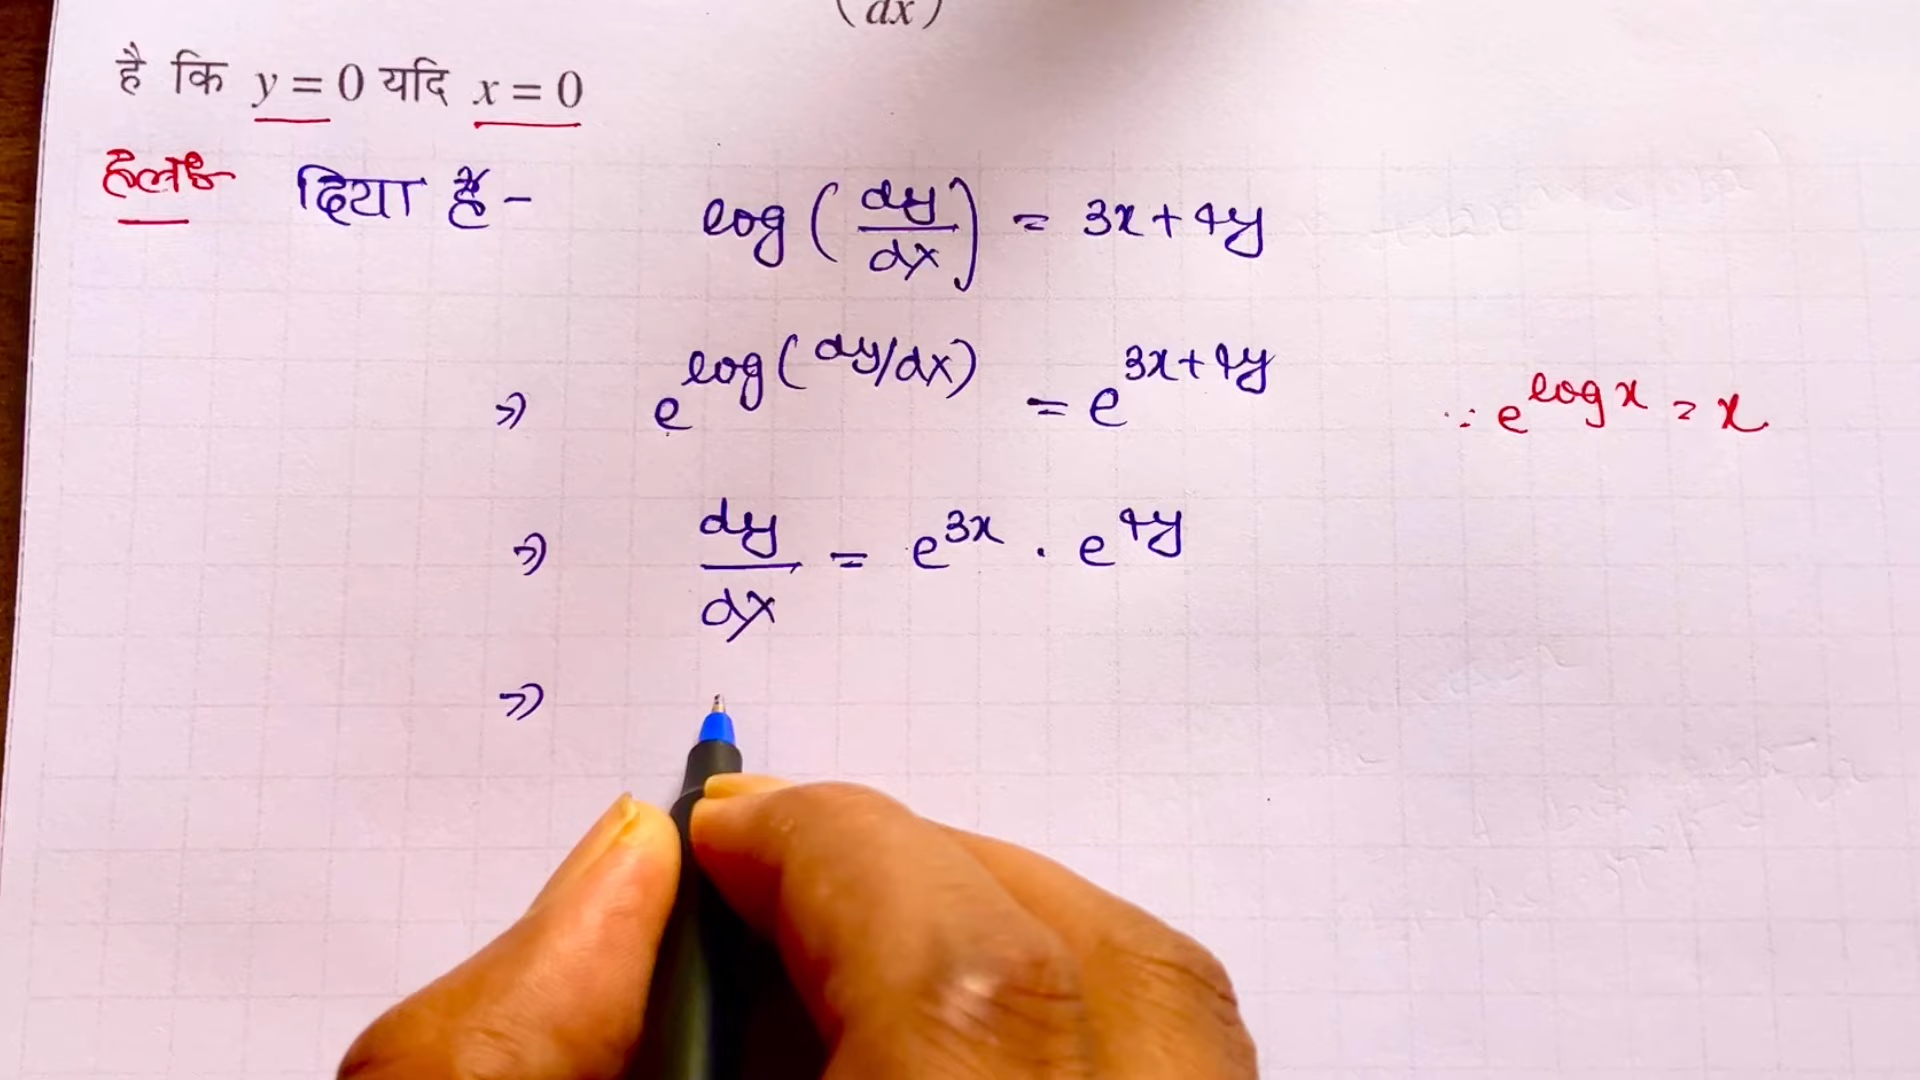 (dx)
है कि y = 0 यदि x = 0
हलः दिया है - log(dy/dx) = 3x + 4y
⇒ e^log(dy/dx) = e^3x+4y ∵ e^log x = x
⇒ dy/dx = e^3x . e^4y
⇒